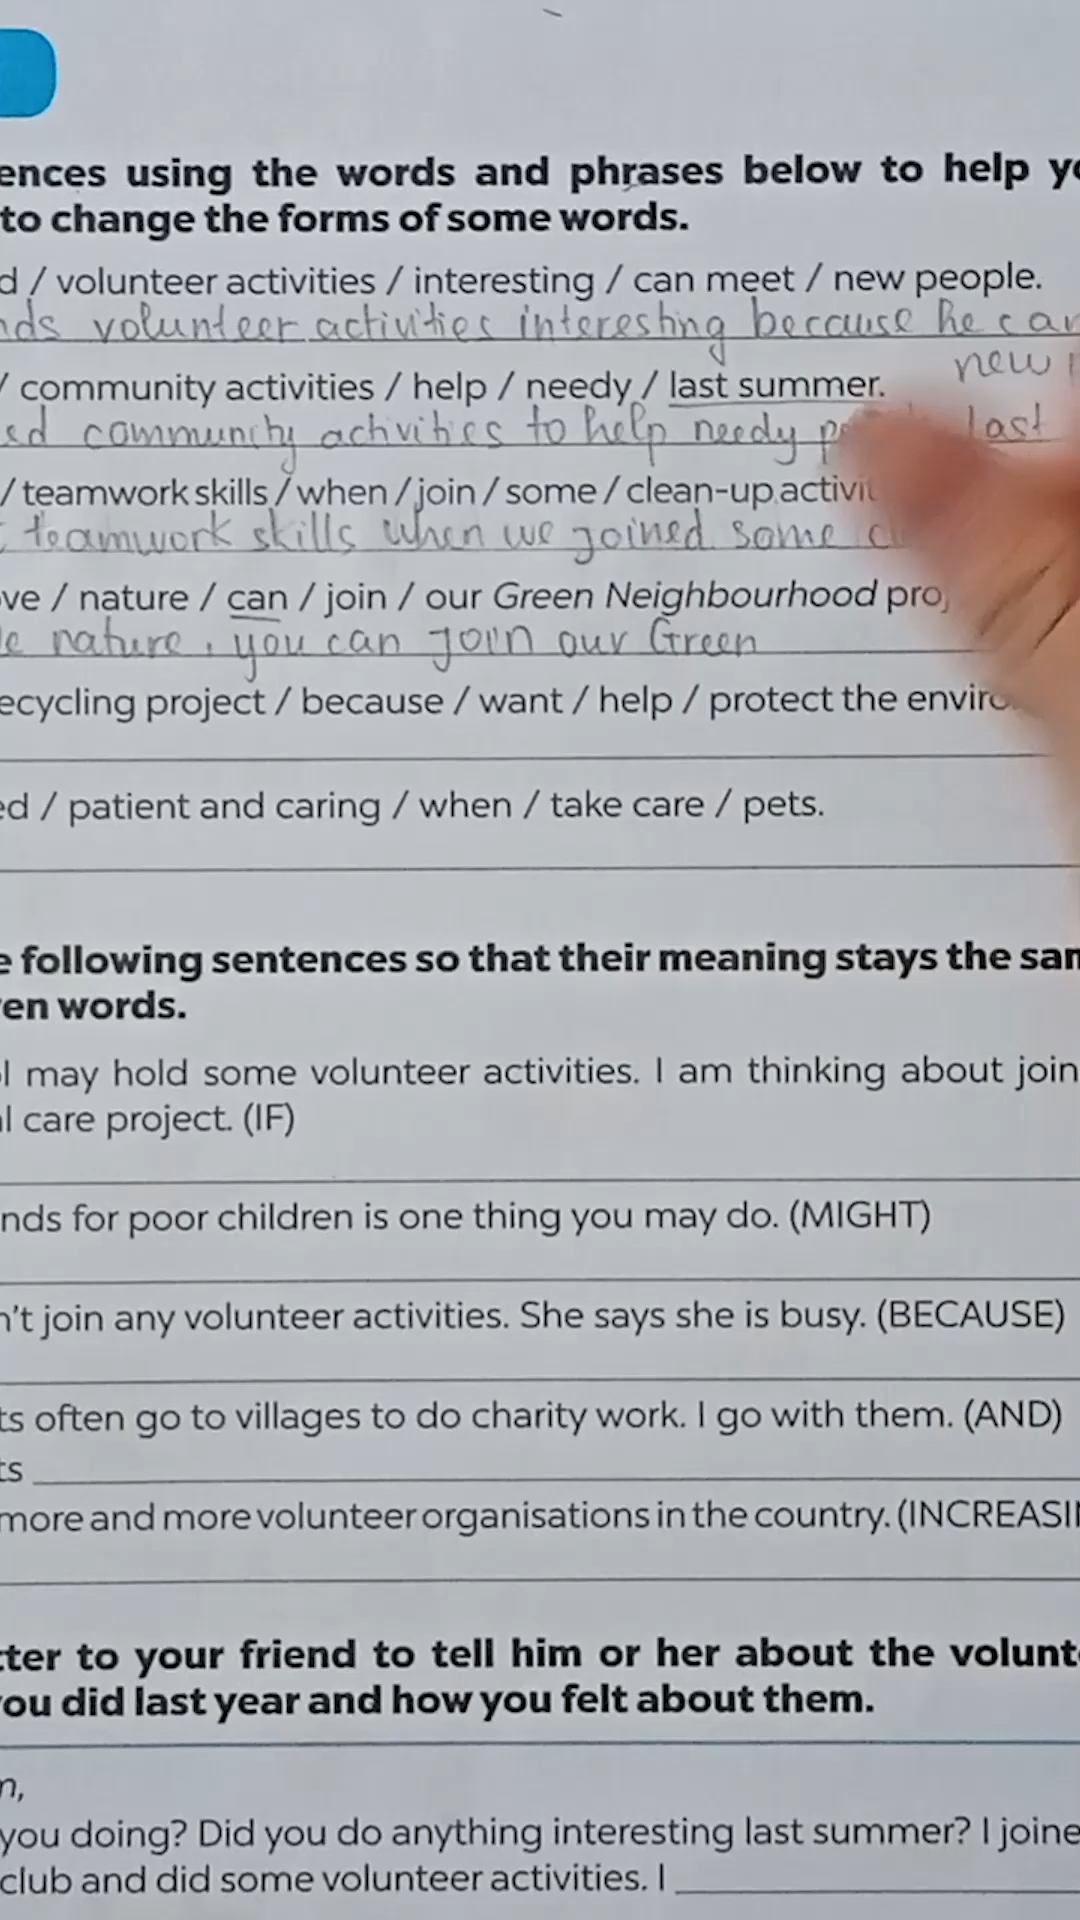 ences using the words and phrases below to help yo
to change the forms of some words.
d / volunteer activities / interesting / can meet / new people.
nds volunteer activities interesting because he can
new
/ community activities / help / needy / last summer.
ed community activities to help needy last
/ teamwork skills / when / join / some / clean-up activit
t teamwork skills when we joined some
ve / nature / can / join / our Green Neighbourhood proj
e nature, you can join our Green
ecycling project / because / want / help / protect the enviro
ed / patient and caring / when / take care / pets.
e following sentences so that their meaning stays the sam
en words.
l may hold some volunteer activities. I am thinking about join
l care project. (IF)
nds for poor children is one thing you may do. (MIGHT)
n't join any volunteer activities. She says she is busy. (BECAUSE)
ts often go to villages to do charity work. I go with them. (AND)
ts
more and more volunteer organisations in the country. (INCREASI
tter to your friend to tell him or her about the volunt
ou did last year and how you felt about them.
n,
you doing? Did you do anything interesting last summer? I joine
club and did some volunteer activities. I